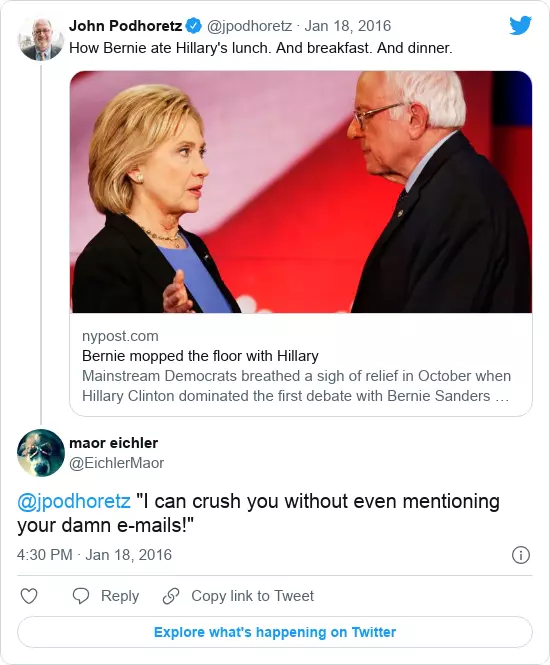 John Podhoretz @jpodhoretz · Jan 18, 2016
How Bernie ate Hillary's lunch. And breakfast. And dinner.
nypost.com
Bernie mopped the floor with Hillary
Mainstream Democrats breathed a sigh of relief in October when
Hillary Clinton dominated the first debate with Bernie Sanders …
maor eichler
@EichlerMaor
@jpodhoretz "I can crush you without even mentioning
your damn e-mails!"
4:30 PM · Jan 18, 2016
Reply
Copy link to Tweet
Explore what's happening on Twitter